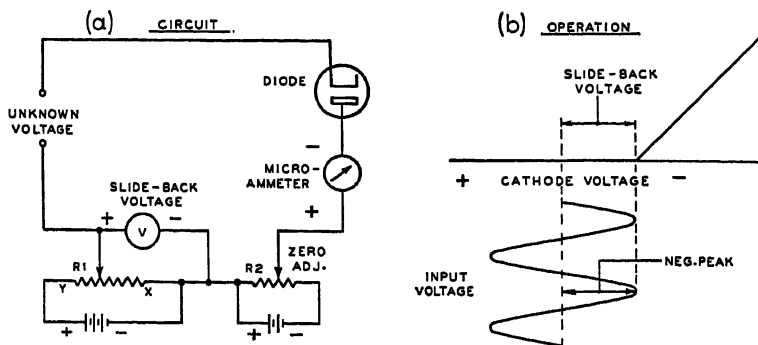 (a) CIRCUIT.
DIODE
UNKNOWN
VOLTAGE
−
MICRO-
AMMETER
+
SLIDE-BACK
VOLTAGE
+ V −
ZERO
ADJ.
R1
R2
Y X
+ −
+ −
(b) OPERATION
SLIDE-BACK
VOLTAGE
+ CATHODE VOLTAGE −
INPUT
VOLTAGE
NEG.PEAK